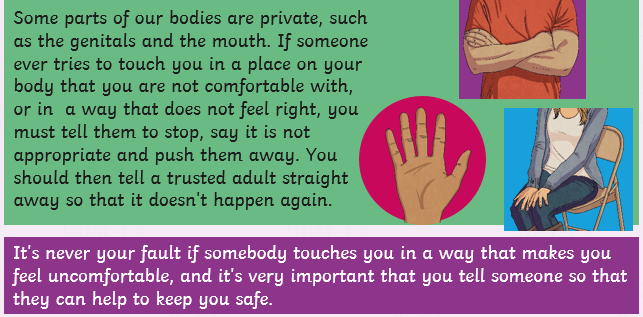 Some parts of our bodies are private, such
as the genitals and the mouth. If someone
ever tries to touch you in a place on your
body that you are not comfortable with,
or in a way that does not feel right, you
must tell them to stop, say it is not
appropriate and push them away. You
should then tell a trusted adult straight
away so that it doesn't happen again.
It's never your fault if somebody touches you in a way that makes you
feel uncomfortable, and it's very important that you tell someone so that
they can help to keep you safe.